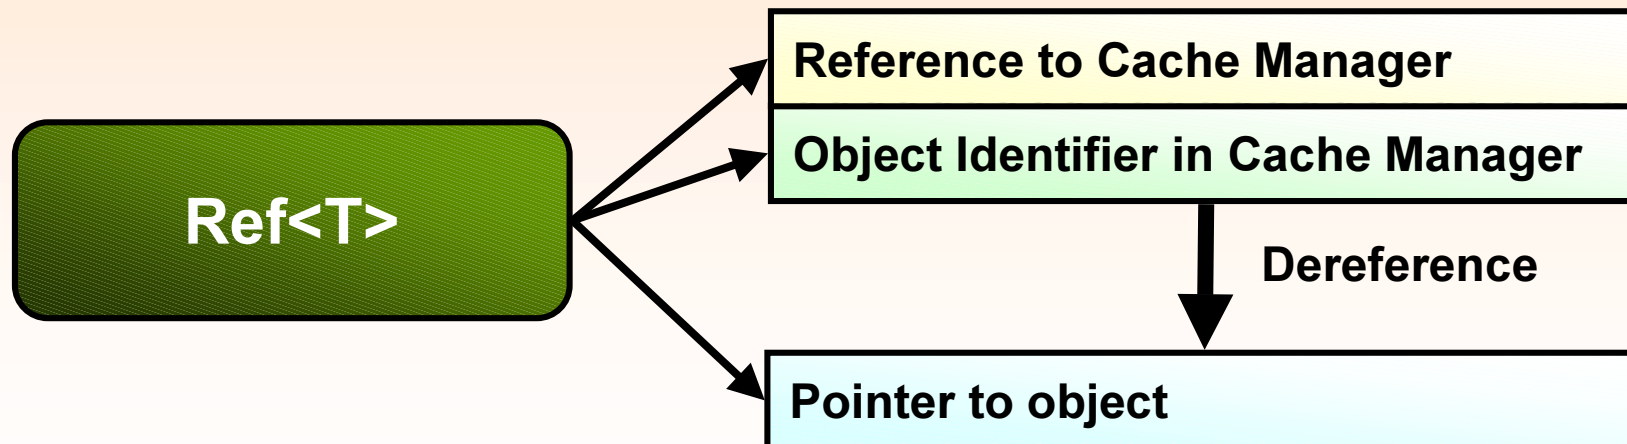 Reference to Cache Manager
Object Identifier in Cache Manager
Ref<T>
Dereference
Pointer to object